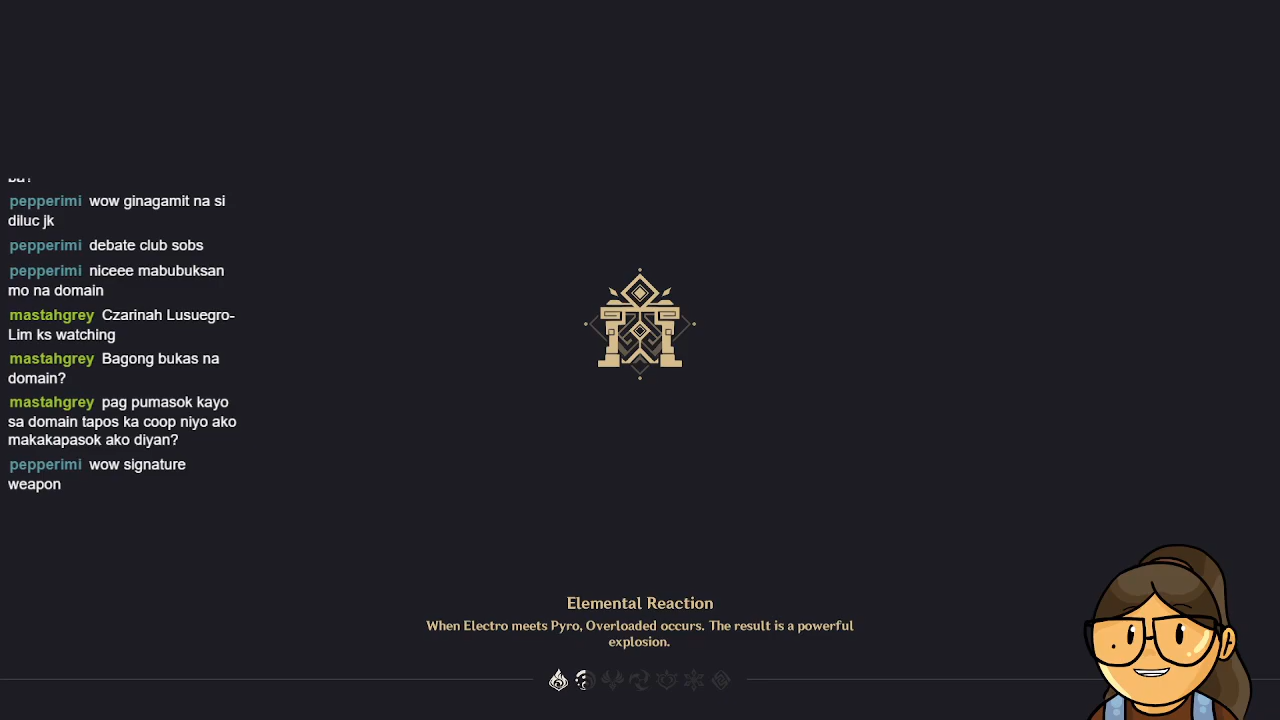 pepperimi wow ginagamit na si
diluc jk
pepperimi debate club sobs
pepperimi niceee mabubuksan
mo na domain
mastahgrey Czarinah Lusuegro-
Lim ks watching
mastahgrey Bagong bukas na
domain?
mastahgrey pag pumasok kayo
sa domain tapos ka coop niyo ako
makakapasok ako diyan?
pepperimi wow signature
weapon
Elemental Reaction
When Electro meets Pyro, Overloaded occurs. The result is a powerful
explosion.